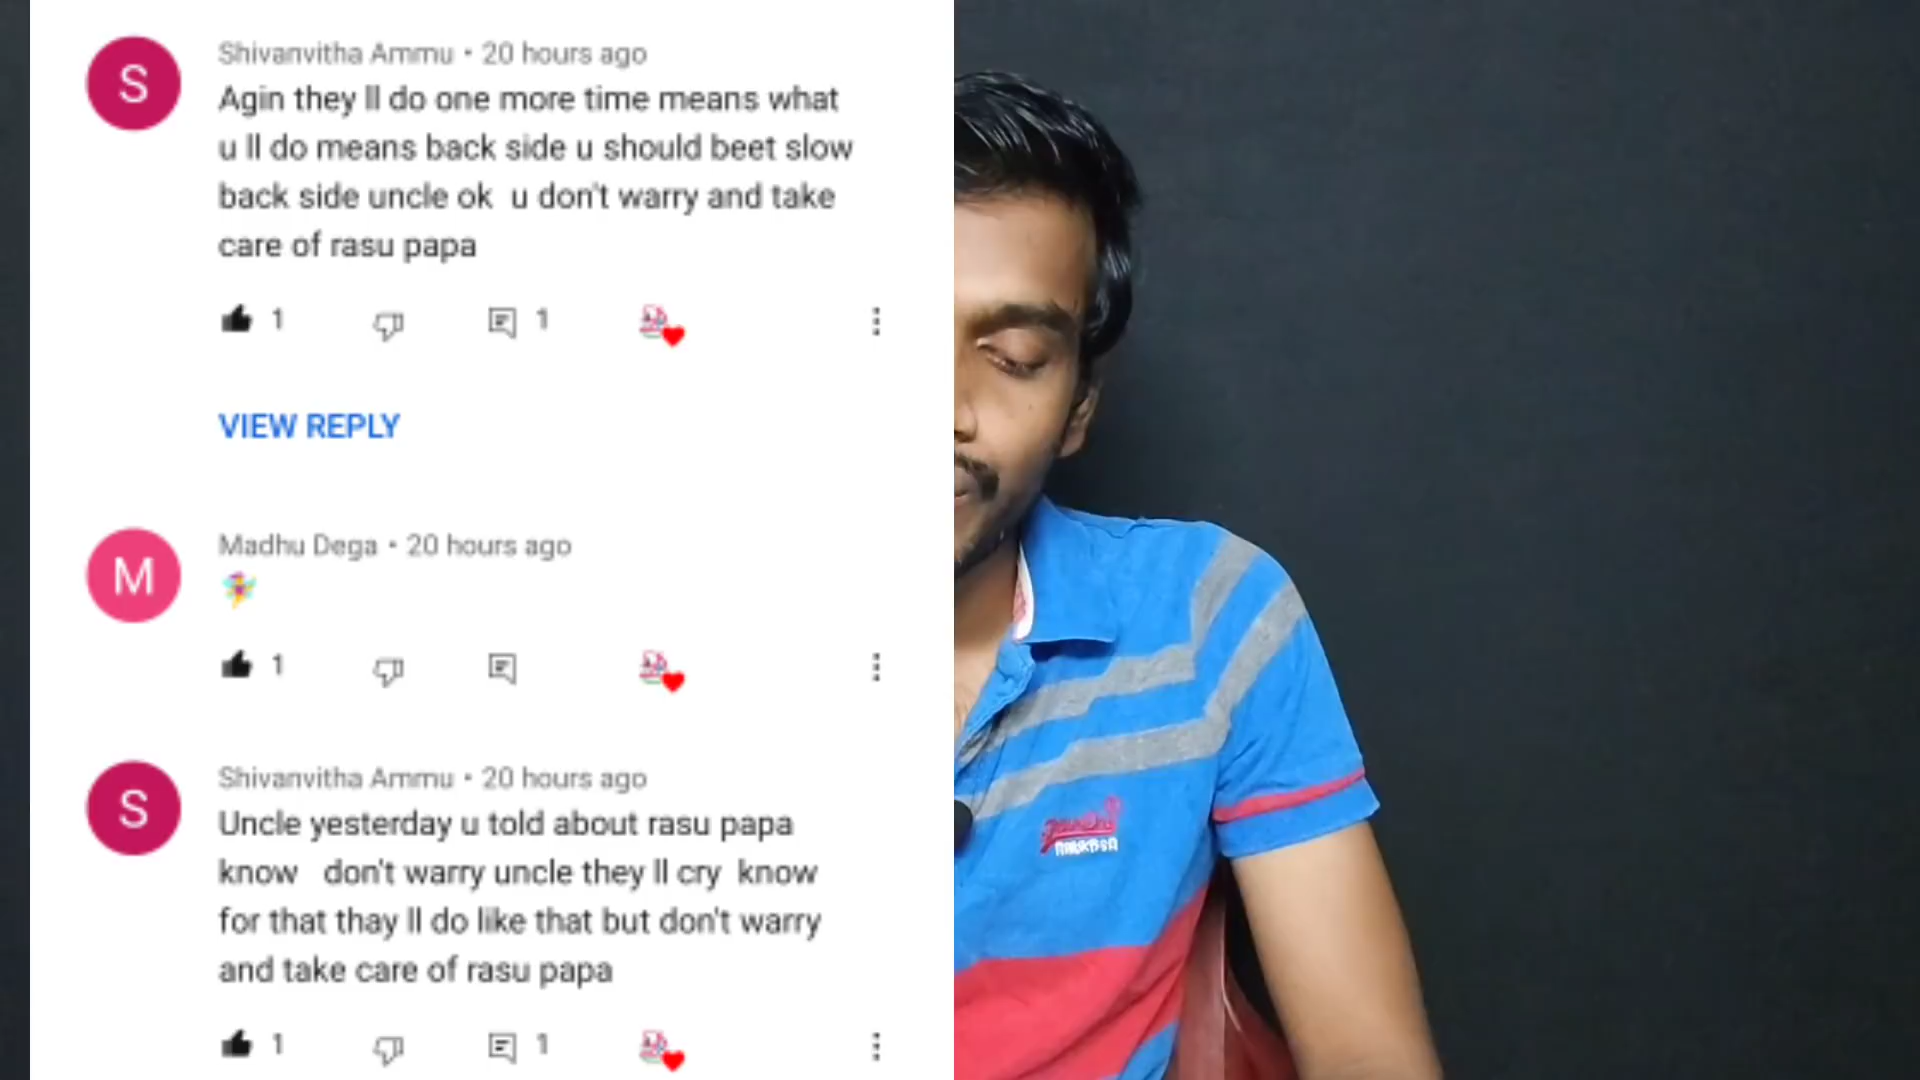 Shivanvitha Ammu • 20 hours ago
Agin they ll do one more time means what
u ll do means back side u should beet slow
back side uncle ok  u don't warry and take
care of rasu papa
1
1
VIEW REPLY
Madhu Dega • 20 hours ago
1
Shivanvitha Ammu • 20 hours ago
Uncle yesterday u told about rasu papa
know   don't warry uncle they ll cry  know
for that thay ll do like that but don't warry
and take care of rasu papa
1
1
S
M
S